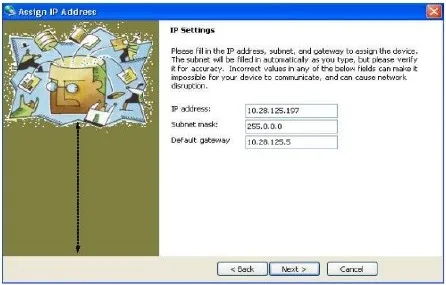 Assign IP Address
IP Settings
Please fill in the IP address, subnet, and gateway to assign the device.
The subnet will be filled in automatically as you type, but please verify
it for accuracy. Incorrect values in any of the below fields can make it
impossible for your device to communicate, and can cause network
disruption.
IP address: 10.28.125.197
Subnet mask: 255.0.0.0
Default gateway 10.28.125.5
< Back Next > Cancel